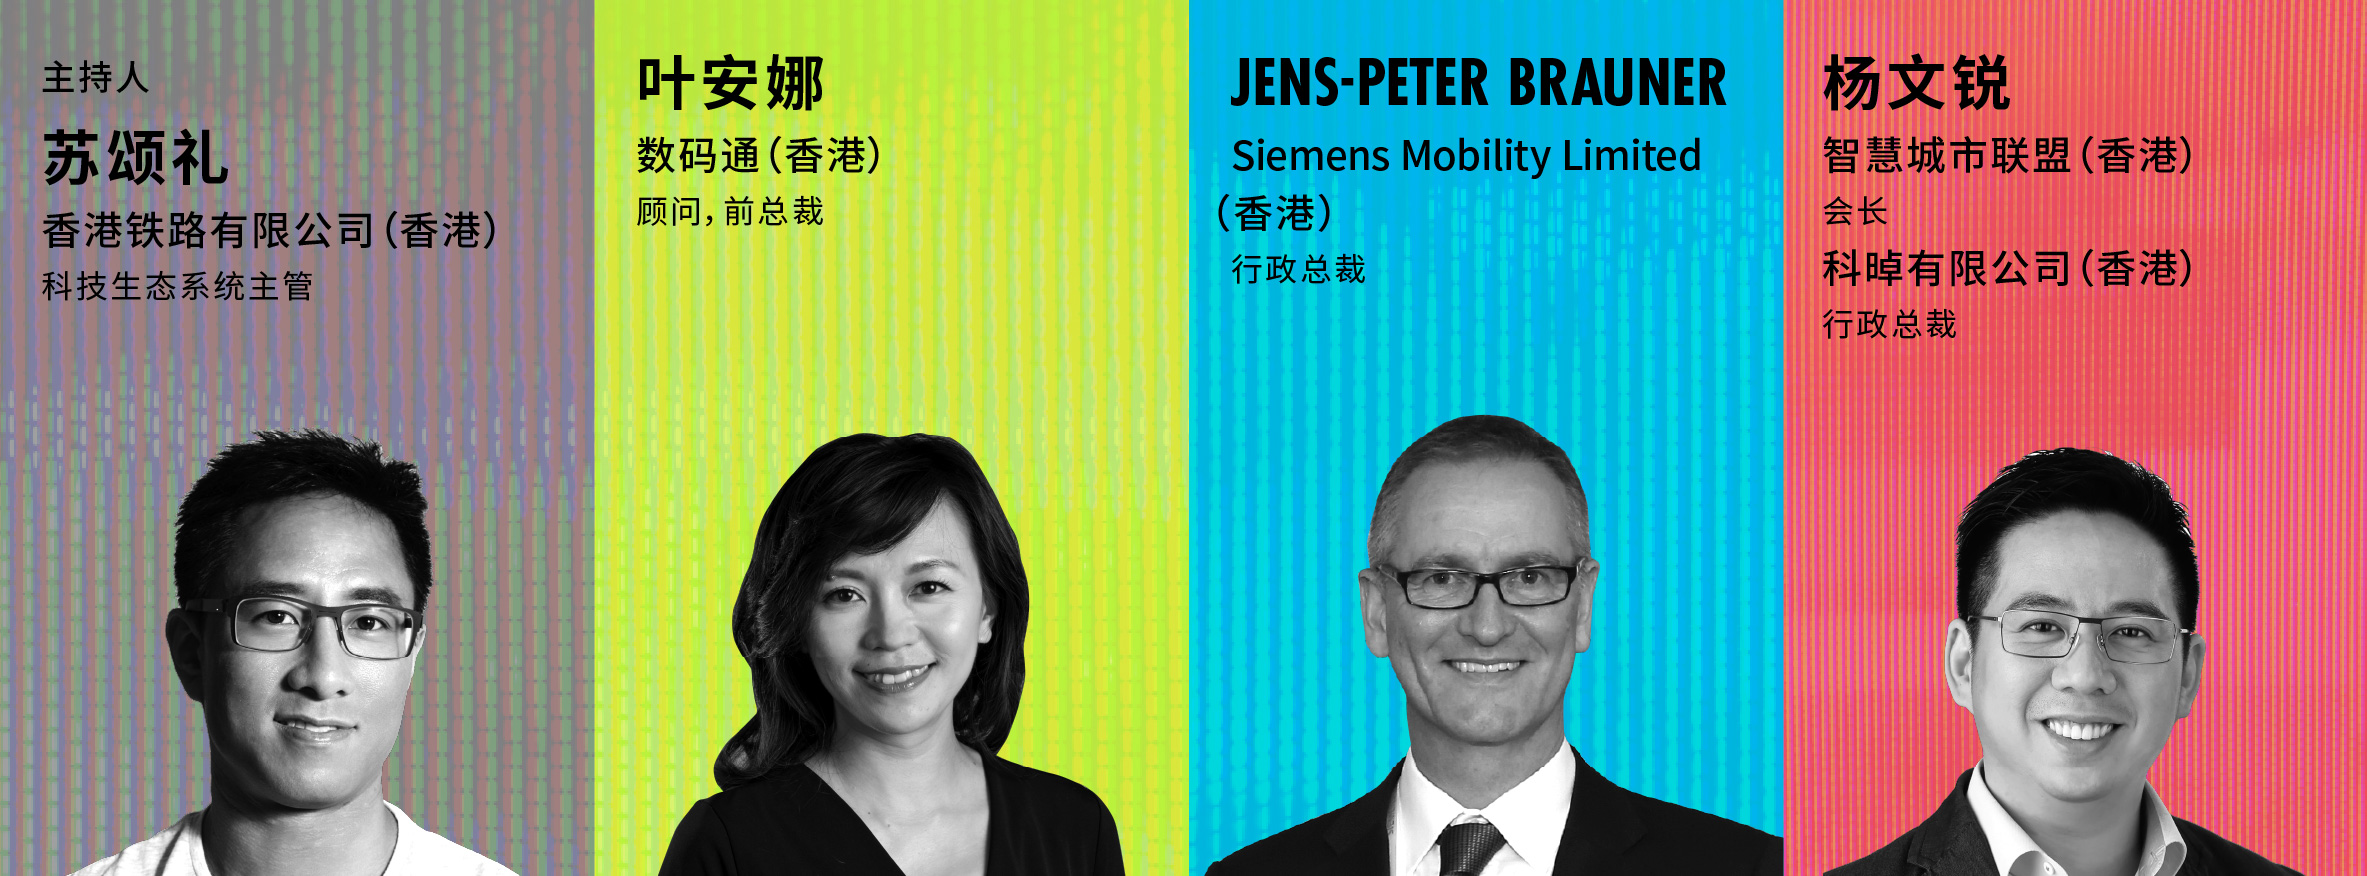 主持人
苏颂礼
香港铁路有限公司（香港）
科技生态系统主管
叶安娜
数码通（香港）
顾问，前总裁
JENS-PETER BRAUNER
Siemens Mobility Limited
（香港）
行政总裁
杨文锐
智慧城市联盟（香港）
会长
科晫有限公司（香港）
行政总裁